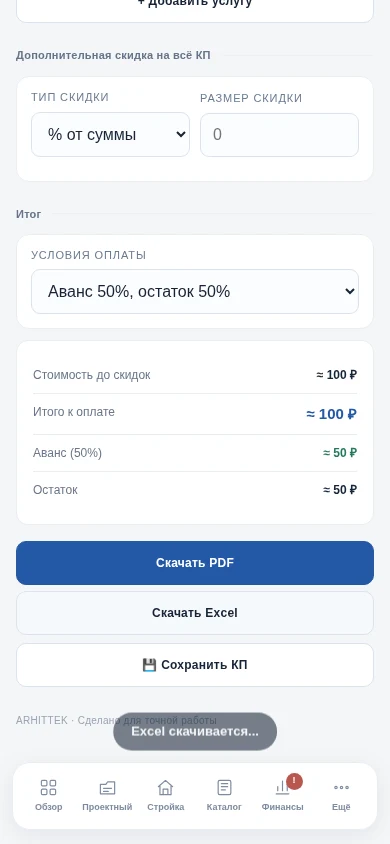 + Добавить услугу
Дополнительная скидка на всё КП
ТИП СКИДКИ
РАЗМЕР СКИДКИ
% от суммы
0
Итог
УСЛОВИЯ ОПЛАТЫ
Аванс 50%, остаток 50%
Стоимость до скидок
≈ 100 ₽
Итого к оплате
≈ 100 ₽
Аванс (50%)
≈ 50 ₽
Остаток
≈ 50 ₽
Скачать PDF
Скачать Excel
💾 Сохранить КП
ARHITTEK · Сделано для точной работы
Excel скачивается...
!
Обзор
Проектный
Стройка
Каталог
Финансы
Ещё